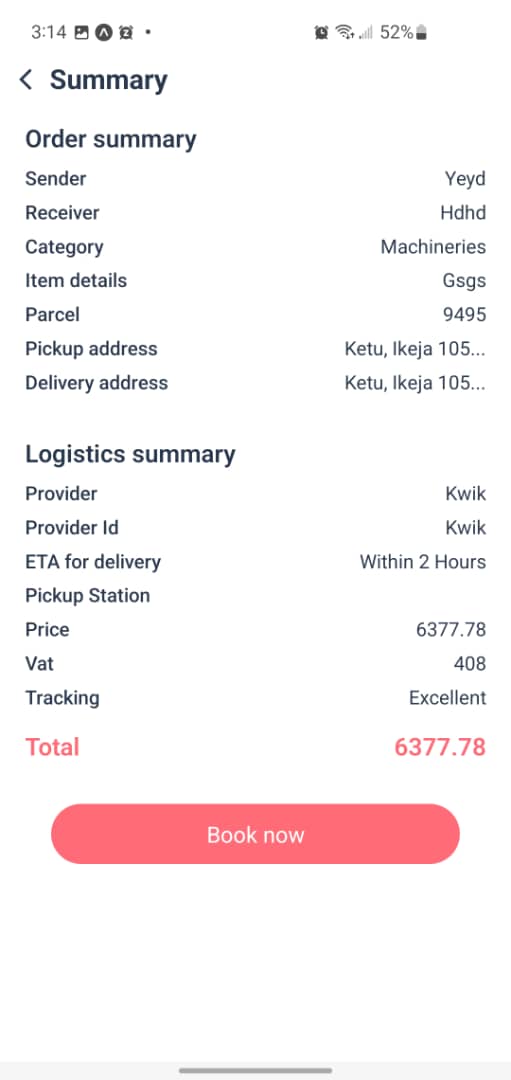 3:14
52%
Summary
Order summary
Sender Yeyd
Receiver Hdhd
Category Machineries
Item details Gsgs
Parcel 9495
Pickup address Ketu, Ikeja 105...
Delivery address Ketu, Ikeja 105...
Logistics summary
Provider Kwik
Provider Id Kwik
ETA for delivery Within 2 Hours
Pickup Station
Price 6377.78
Vat 408
Tracking Excellent
Total 6377.78
Book now